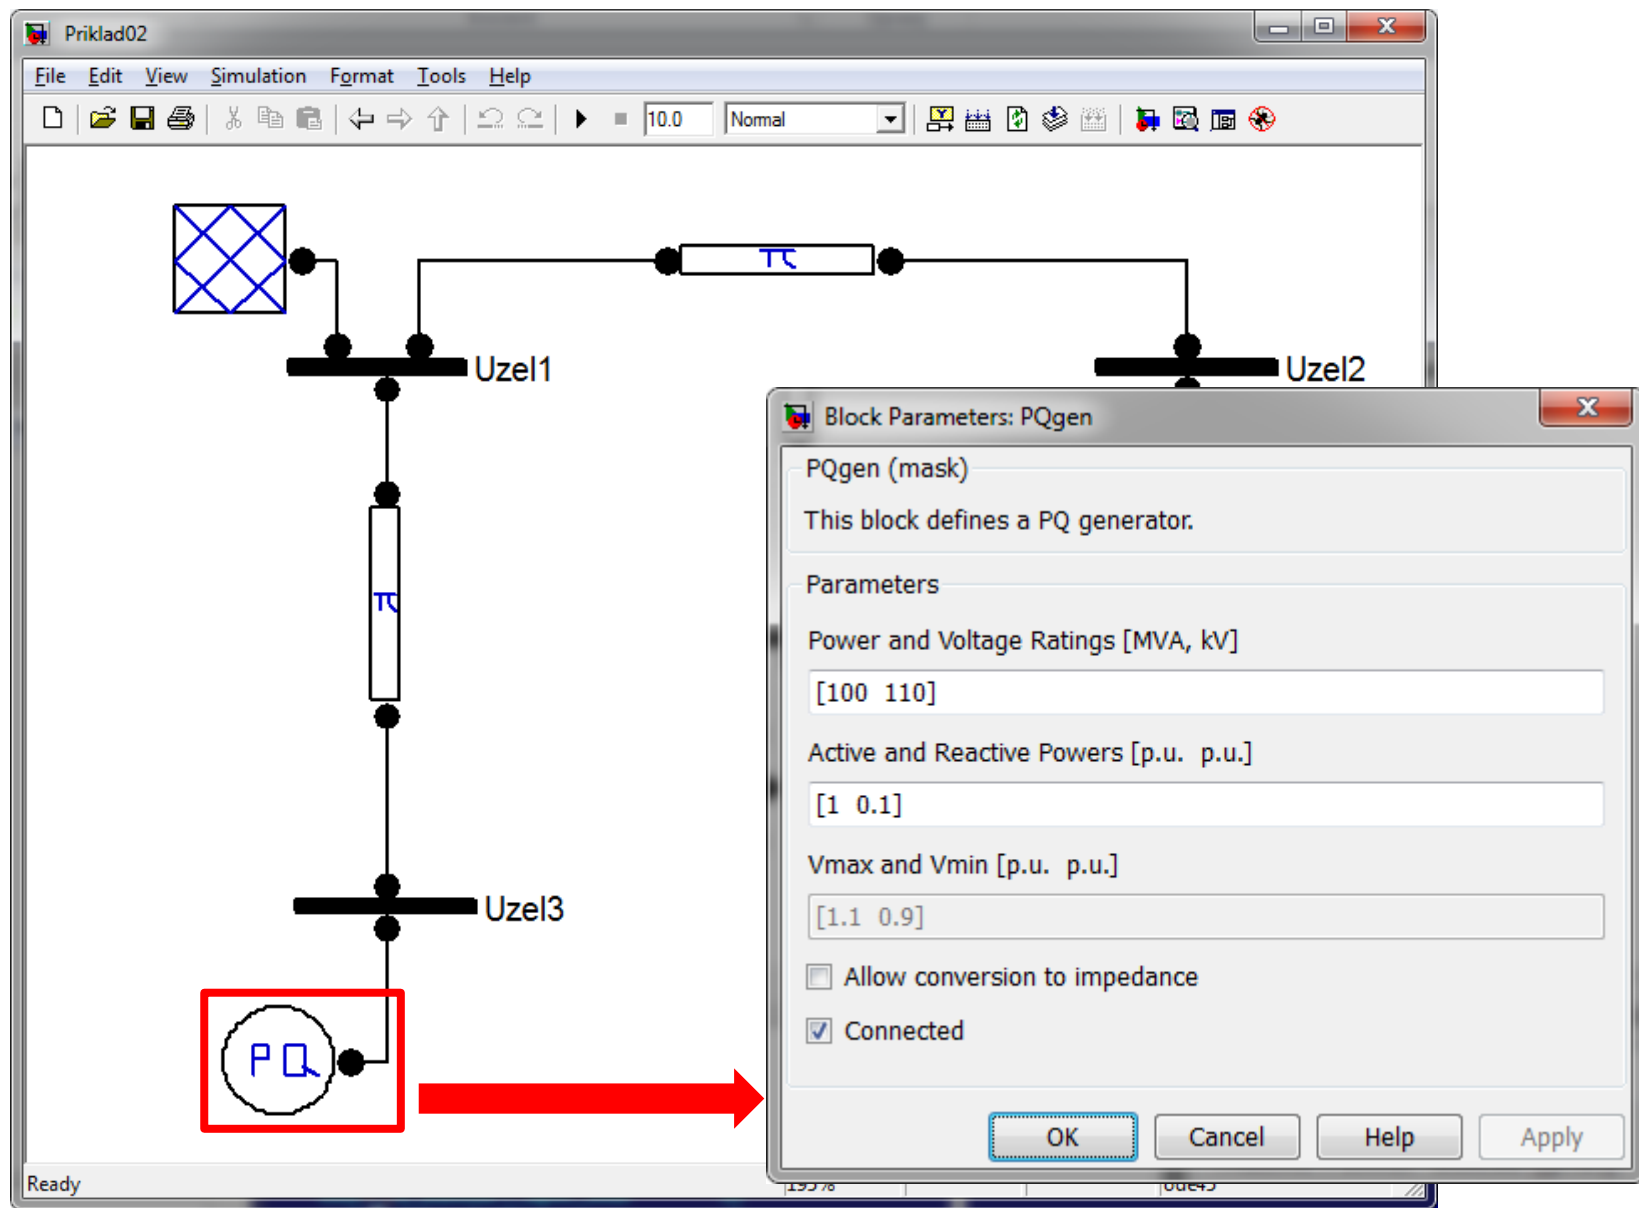 Priklad02
File Edit View Simulation Format Tools Help
10.0 Normal
π
Uzel1
Uzel2
π
Uzel3
PQ
Block Parameters: PQgen
PQgen (mask)
This block defines a PQ generator.
Parameters
Power and Voltage Ratings [MVA, kV]
[100 110]
Active and Reactive Powers [p.u. p.u.]
[1 0.1]
Vmax and Vmin [p.u. p.u.]
[1.1 0.9]
Allow conversion to impedance
Connected
OK Cancel Help Apply
Ready